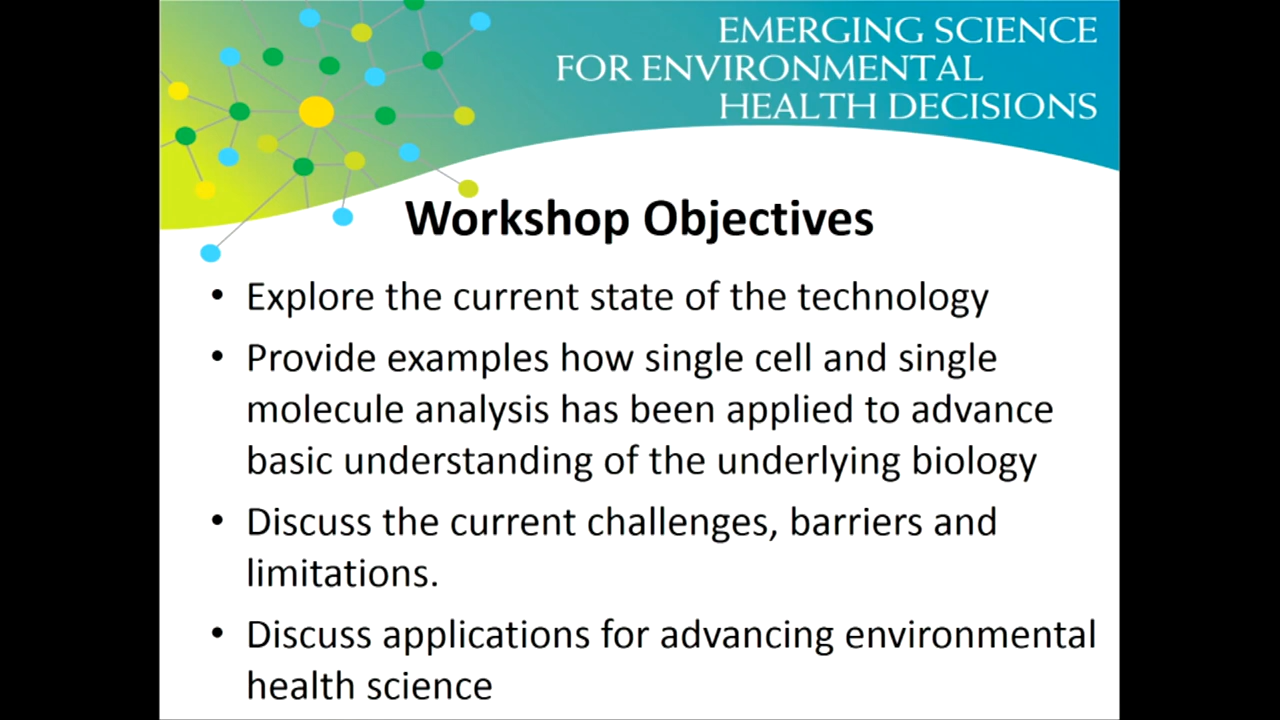 EMERGING SCIENCE
FOR ENVIRONMENTAL
HEALTH DECISIONS
Workshop Objectives
• Explore the current state of the technology
• Provide examples how single cell and single
molecule analysis has been applied to advance
basic understanding of the underlying biology
• Discuss the current challenges, barriers and
limitations.
• Discuss applications for advancing environmental
health science